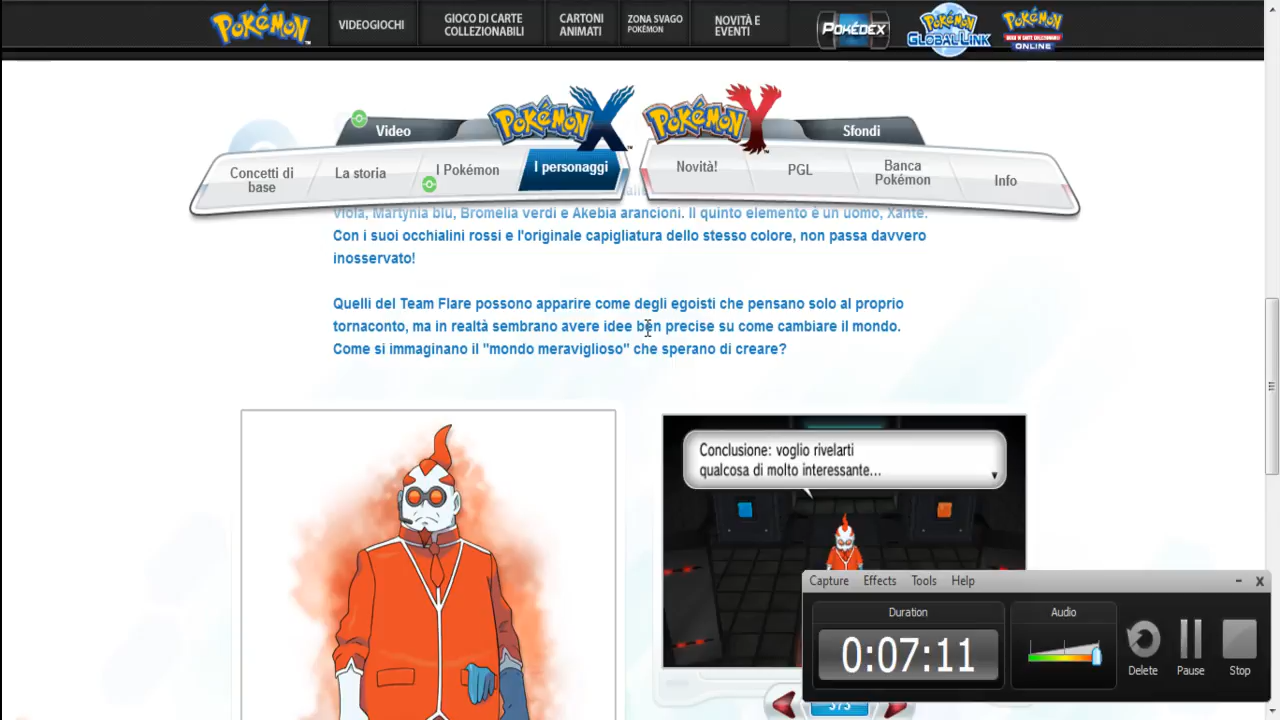 Pokémon
VIDEOGIOCHI
GIOCO DI CARTE
COLLEZIONABILI
CARTONI
ANIMATI
ZONA SVAGO
POKÉMON
NOVITÀ E
EVENTI
POKéDEX
Pokémon
GLOBAL LINK
Pokémon
ONLINE
Video
Pokémon X
Pokémon Y
Sfondi
Concetti di
base
La storia
I Pokémon
I personaggi
Novità!
PGL
Banca
Pokémon
Info
Viola, Martynia blu, Bromelia verdi e Akebia arancioni. Il quinto elemento è un uomo, Xante.
Con i suoi occhialini rossi e l'originale capigliatura dello stesso colore, non passa davvero
inosservato!
Quelli del Team Flare possono apparire come degli egoisti che pensano solo al proprio
tornaconto, ma in realtà sembrano avere idee ben precise su come cambiare il mondo.
Come si immaginano il "mondo meraviglioso" che sperano di creare?
Conclusione: voglio rivelarti
qualcosa di molto interessante...
Capture Effects Tools Help
Duration
0:07:11
Audio
Delete
Pause
Stop
3/3